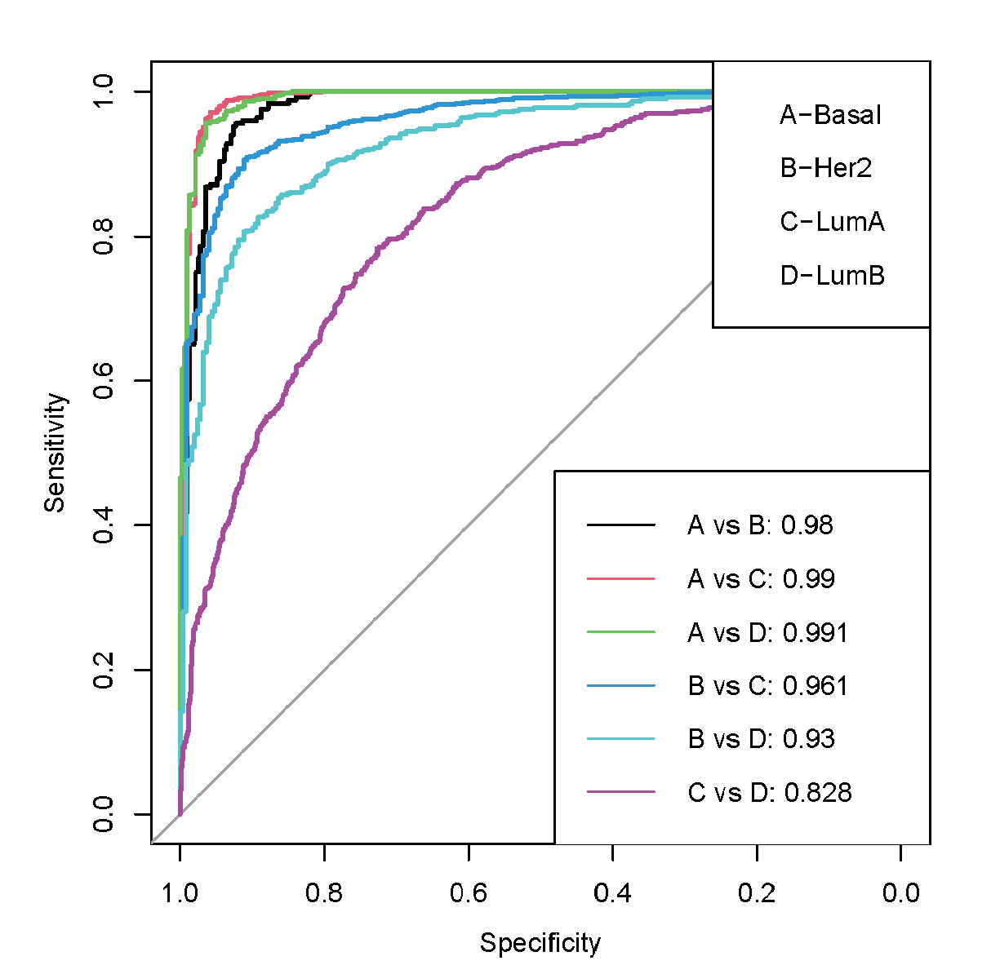 A−Basal
B−Her2
C−LumA
D−LumB
Sensitivity
1.0
0.8
0.6
0.4
0.2
0.0
A vs B: 0.98
A vs C: 0.99
A vs D: 0.991
B vs C: 0.961
B vs D: 0.93
C vs D: 0.828
1.0 0.8 0.6 0.4 0.2 0.0
Specificity